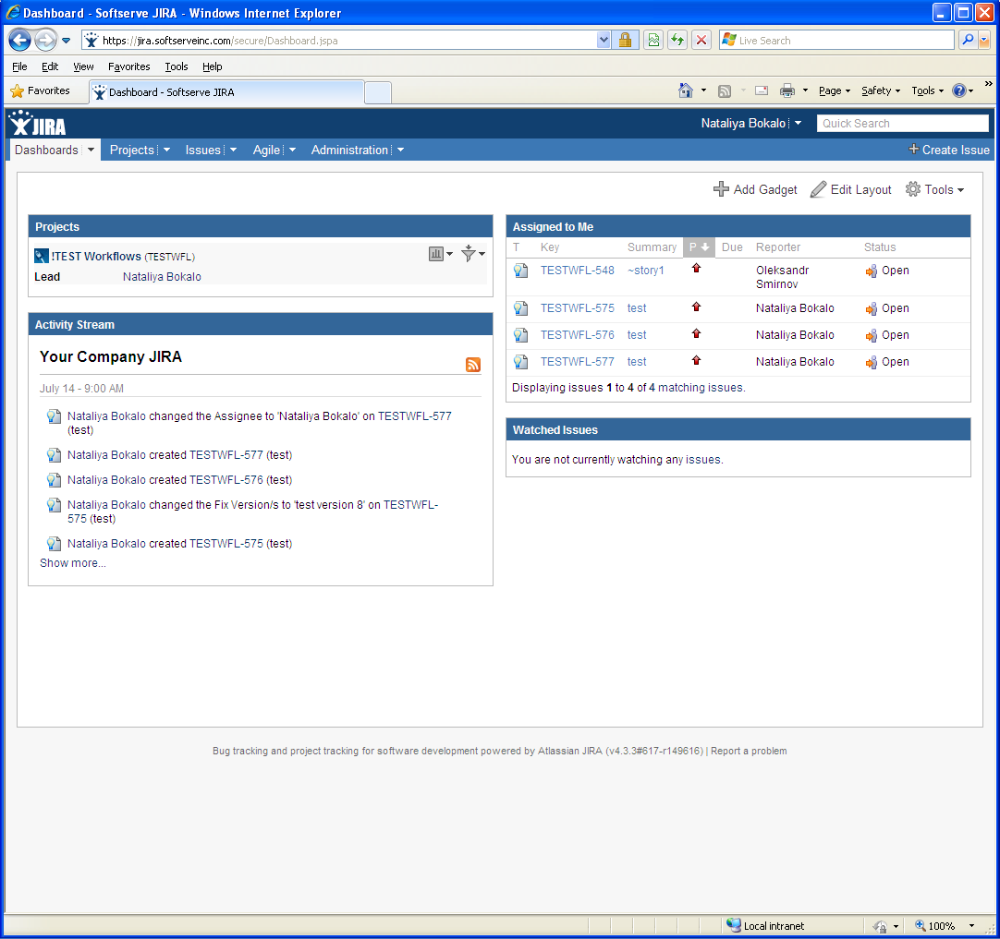 Dashboard - Softserve JIRA - Windows Internet Explorer
https://jira.softserveinc.com/secure/Dashboard.jspa
Live Search
File Edit View Favorites Tools Help
Favorites
Dashboard - Softserve JIRA
Page Safety Tools
JIRA
Nataliya Bokalo
Quick Search
Dashboards Projects Issues Agile Administration
Create Issue
Add Gadget Edit Layout Tools
Projects
!TEST Workflows (TESTWFL)
Lead Nataliya Bokalo
Activity Stream
Your Company JIRA
July 14 - 9:00 AM
Nataliya Bokalo changed the Assignee to 'Nataliya Bokalo' on TESTWFL-577
(test)
Nataliya Bokalo created TESTWFL-577 (test)
Nataliya Bokalo created TESTWFL-576 (test)
Nataliya Bokalo changed the Fix Version/s to 'test version 8' on TESTWFL-
575 (test)
Nataliya Bokalo created TESTWFL-575 (test)
Show more...
Assigned to Me
T Key Summary P Due Reporter Status
TESTWFL-548 ~story1 Oleksandr Open
Smirnov
TESTWFL-575 test Nataliya Bokalo Open
TESTWFL-576 test Nataliya Bokalo Open
TESTWFL-577 test Nataliya Bokalo Open
Displaying issues 1 to 4 of 4 matching issues.
Watched Issues
You are not currently watching any issues.
Bug tracking and project tracking for software development powered by Atlassian JIRA (v4.3.3#617-r149616) | Report a problem
Local intranet
100%